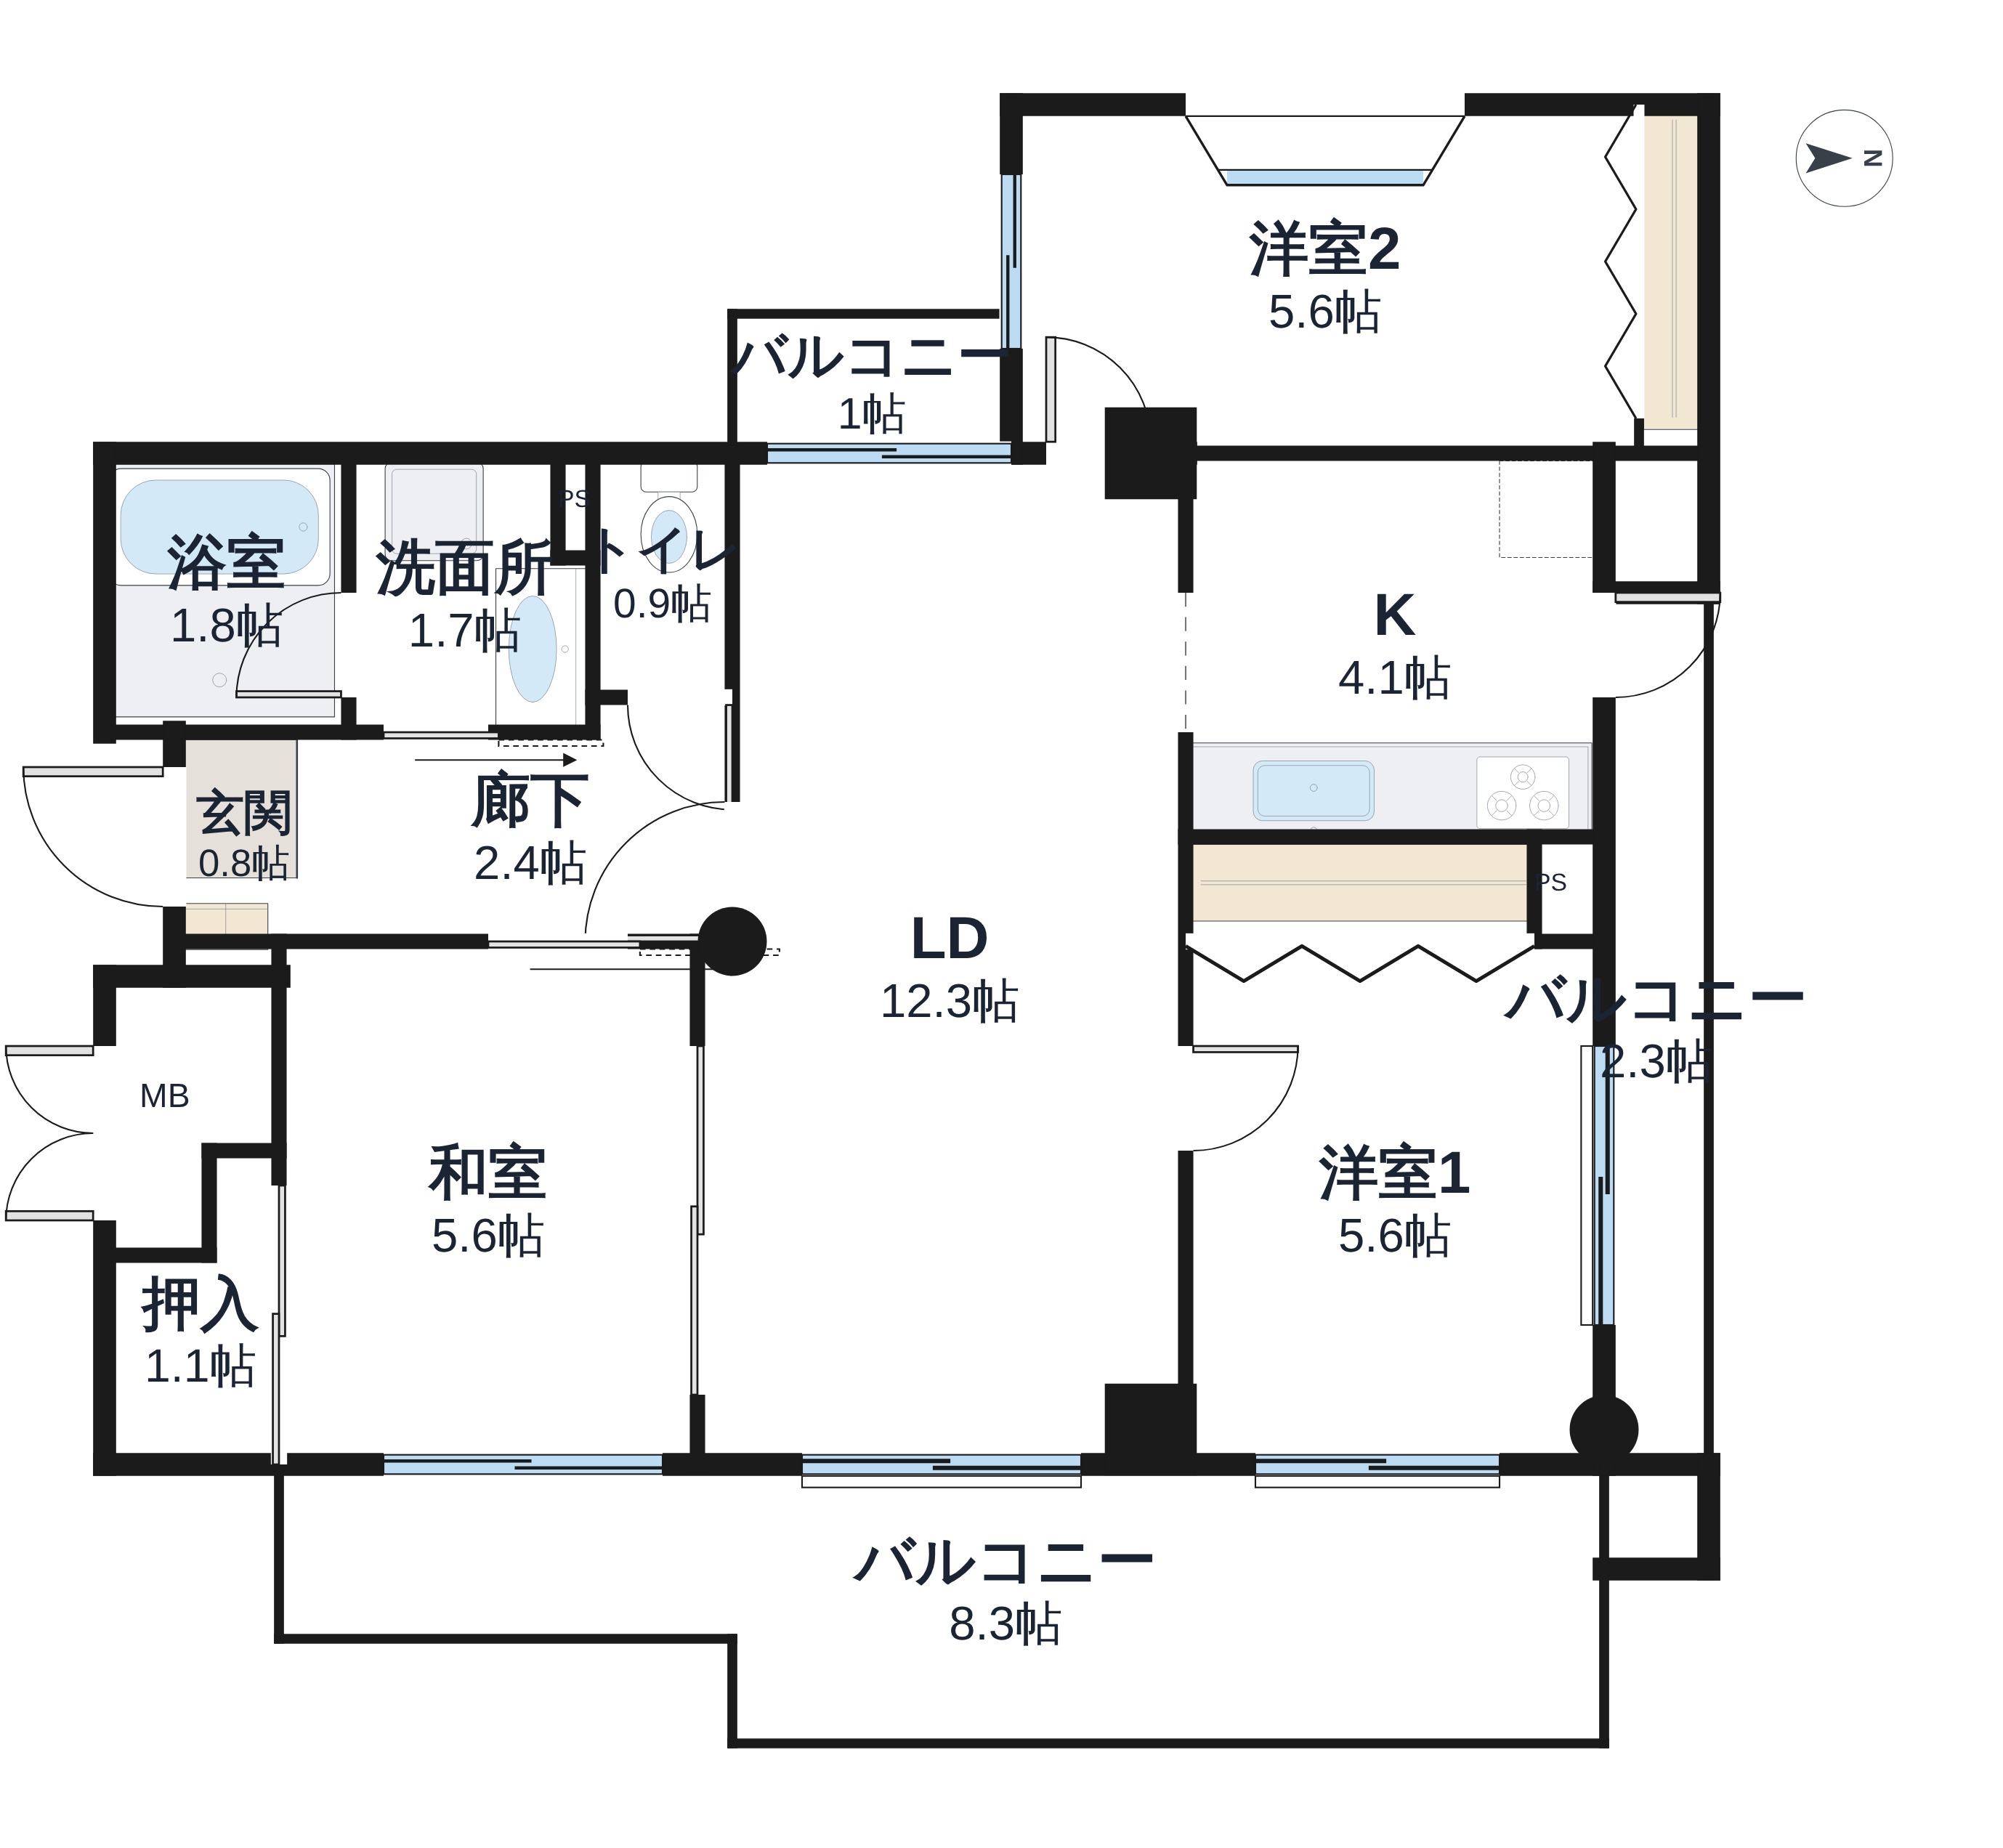 N
洋室2
5.6帖
バルコニー
1帖
浴室
1.8帖
洗面所
1.7帖
PS
トイレ
0.9帖
K
4.1帖
玄関
0.8帖
廊下
2.4帖
LD
12.3帖
PS
バルコニー
2.3帖
MB
和室
5.6帖
洋室1
5.6帖
押入
1.1帖
バルコニー
8.3帖